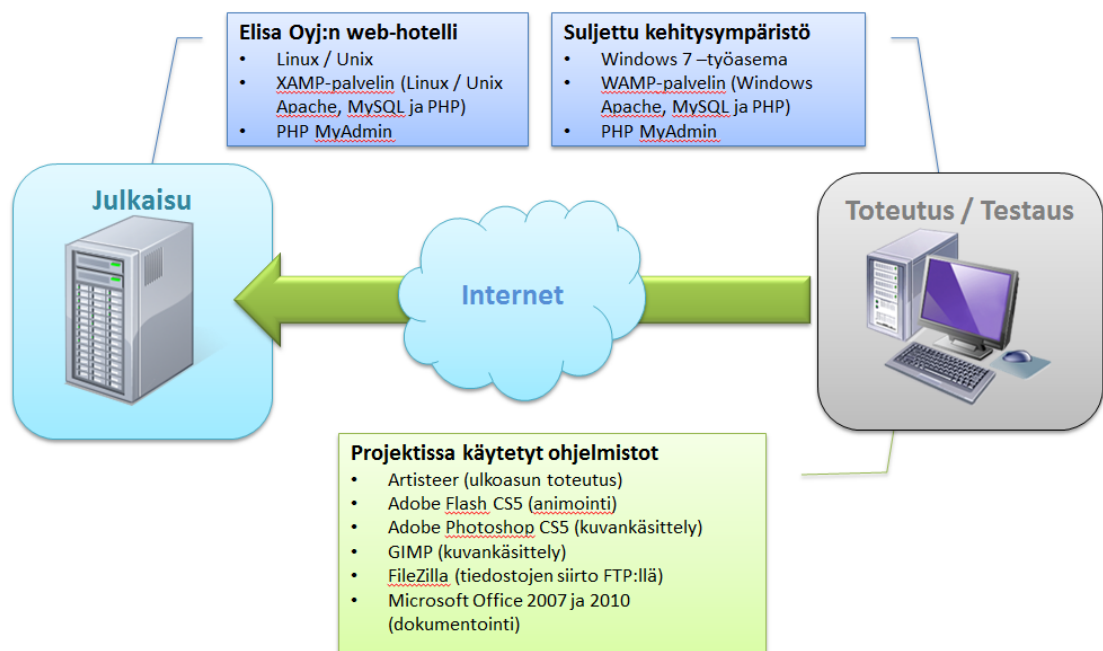 Elisa Oyj:n web-hotelli
• Linux / Unix
• XAMP-palvelin (Linux / Unix
Apache, MySQL ja PHP)
• PHP MyAdmin
Suljettu kehitysympäristö
• Windows 7 –työasema
• WAMP-palvelin (Windows
Apache, MySQL ja PHP)
• PHP MyAdmin
Julkaisu
Internet
Toteutus / Testaus
Projektissa käytetyt ohjelmistot
• Artisteer (ulkoasun toteutus)
• Adobe Flash CS5 (animointi)
• Adobe Photoshop CS5 (kuvankäsittely)
• GIMP (kuvankäsittely)
• FileZilla (tiedostojen siirto FTP:llä)
• Microsoft Office 2007 ja 2010
(dokumentointi)